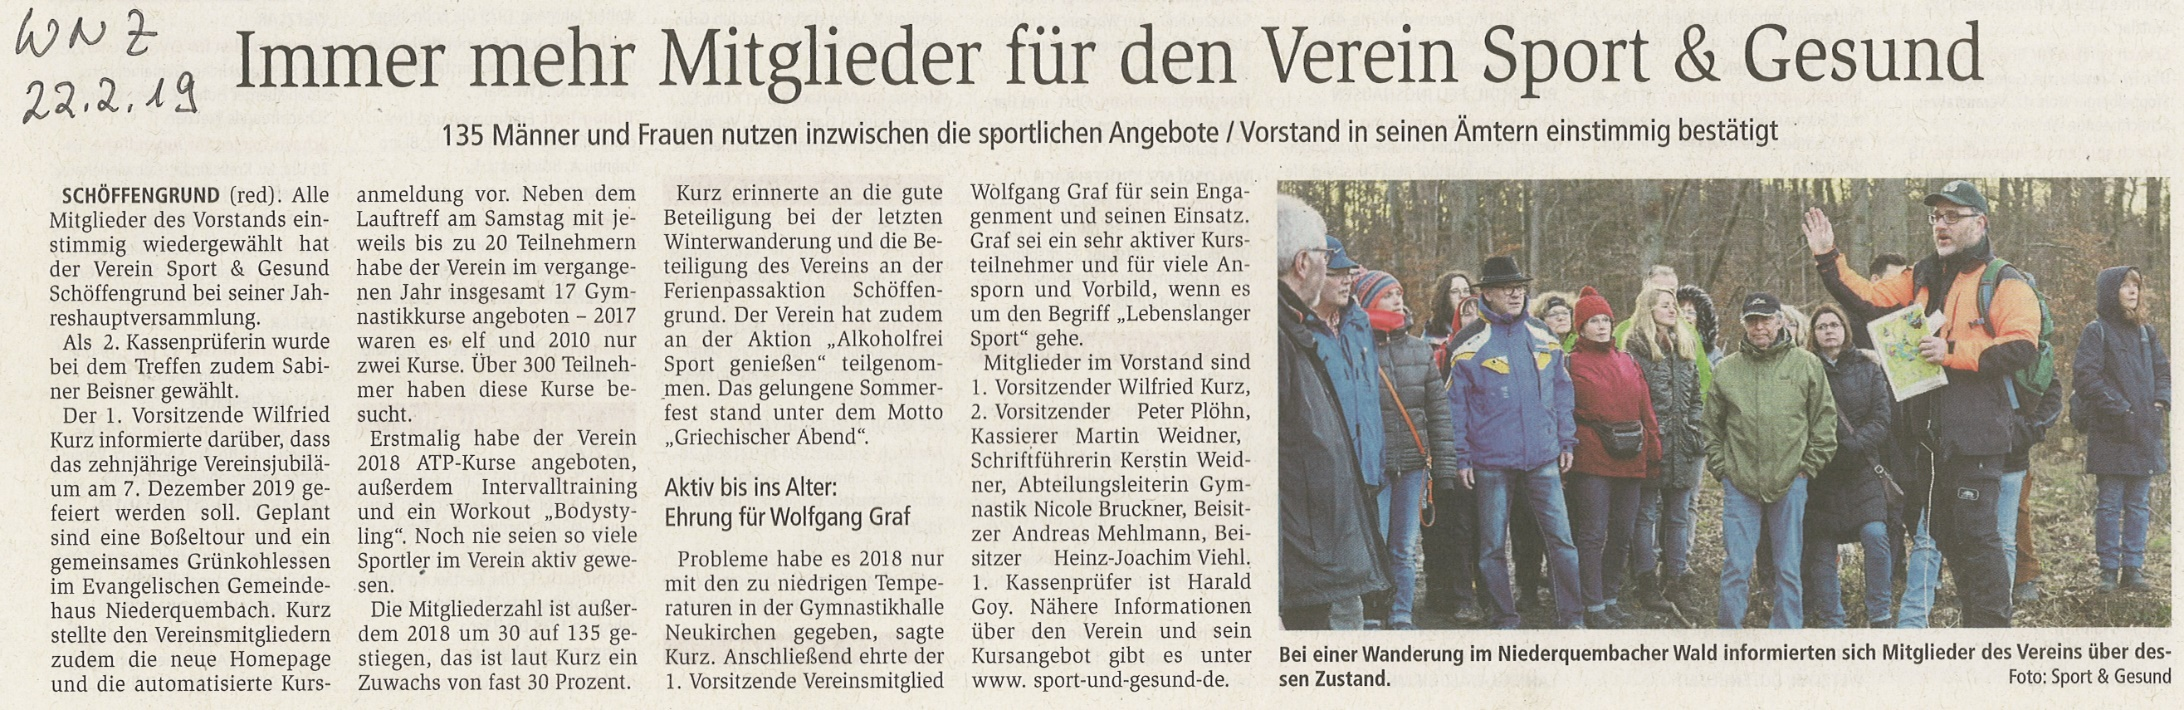 WNZ
22.2.19
Immer mehr Mitglieder für den Verein Sport & Gesund
135 Männer und Frauen nutzen inzwischen die sportlichen Angebote / Vorstand in seinen Ämtern einstimmig bestätigt
SCHÖFFENGRUND (red). Alle
Mitglieder des Vorstands ein-
stimmig wiedergewählt hat
der Verein Sport & Gesund
Schöffengrund bei seiner Jah-
reshauptversammlung.
Als 2. Kassenprüferin wurde
bei dem Treffen zudem Sabi-
ner Beisner gewählt.
Der 1. Vorsitzende Wilfried
Kurz informierte darüber, dass
das zehnjährige Vereinsjubilä-
um am 7. Dezember 2019 ge-
feiert werden soll. Geplant
sind eine Boßeltour und ein
gemeinsames Grünkohlessen
im Evangelischen Gemeinde-
haus Niederquembach. Kurz
stellte den Vereinsmitgliedern
zudem die neue Homepage
und die automatisierte Kurs-
anmeldung vor. Neben dem
Lauftreff am Samstag mit je-
weils bis zu 20 Teilnehmern
habe der Verein im vergange-
nen Jahr insgesamt 17 Gym-
nastikkurse angeboten – 2017
waren es elf und 2010 nur
zwei Kurse. Über 300 Teilneh-
mer haben diese Kurse be-
sucht.
Erstmalig habe der Verein
2018 ATP-Kurse angeboten,
außerdem Intervalltraining
und ein Workout „Bodysty-
ling“. Noch nie seien so viele
Sportler im Verein aktiv gewe-
sen.
Die Mitgliederzahl ist außer-
dem 2018 um 30 auf 135 ge-
stiegen, das ist laut Kurz ein
Zuwachs von fast 30 Prozent.
Kurz erinnerte an die gute
Beteiligung bei der letzten
Winterwanderung und die Be-
teiligung des Vereins an der
Ferienpassaktion Schöffen-
grund. Der Verein hat zudem
an der Aktion „Alkoholfrei
Sport genießen“ teilgenom-
men. Das gelungene Sommer-
fest stand unter dem Motto
„Griechischer Abend“.
Aktiv bis ins Alter:
Ehrung für Wolfgang Graf
Probleme habe es 2018 nur
mit den zu niedrigen Tempe-
raturen in der Gymnastikhalle
Neukirchen gegeben, sagte
Kurz. Anschließend ehrte der
1. Vorsitzende Vereinsmitglied
Wolfgang Graf für sein Enga-
genment und seinen Einsatz.
Graf sei ein sehr aktiver Kurs-
teilnehmer und für viele An-
sporn und Vorbild, wenn es
um den Begriff „Lebenslanger
Sport“ gehe.
Mitglieder im Vorstand sind
1. Vorsitzender Wilfried Kurz,
2. Vorsitzender Peter Plöhn,
Kassierer Martin Weidner,
Schriftführerin Kerstin Weid-
ner, Abteilungsleiterin Gym-
nastik Nicole Bruckner, Beisit-
zer Andreas Mehlmann, Bei-
sitzer Heinz-Joachim Viehl.
1. Kassenprüfer ist Harald
Goy. Nähere Informationen
über den Verein und sein
Kursangebot gibt es unter
www. sport-und-gesund-de.
Bei einer Wanderung im Niederquembacher Wald informierten sich Mitglieder des Vereins über des-
sen Zustand.
Foto: Sport & Gesund